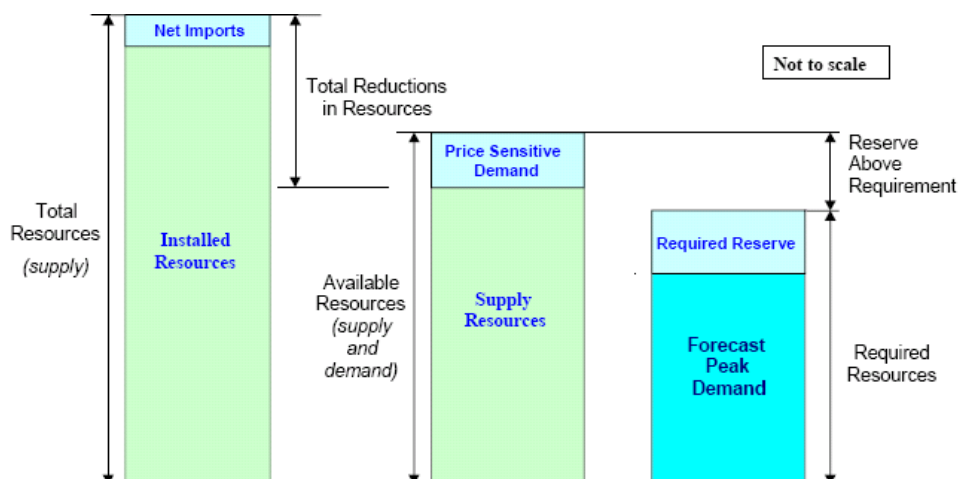 Net Imports
Not to scale
Total Reductions
in Resources
Price Sensitive
Demand
Reserve
Above
Requirement
Total
Resources
(supply)
Installed
Resources
Required Reserve
Available
Resources
(supply
and
demand)
Supply
Resources
Forecast
Peak
Demand
Required
Resources